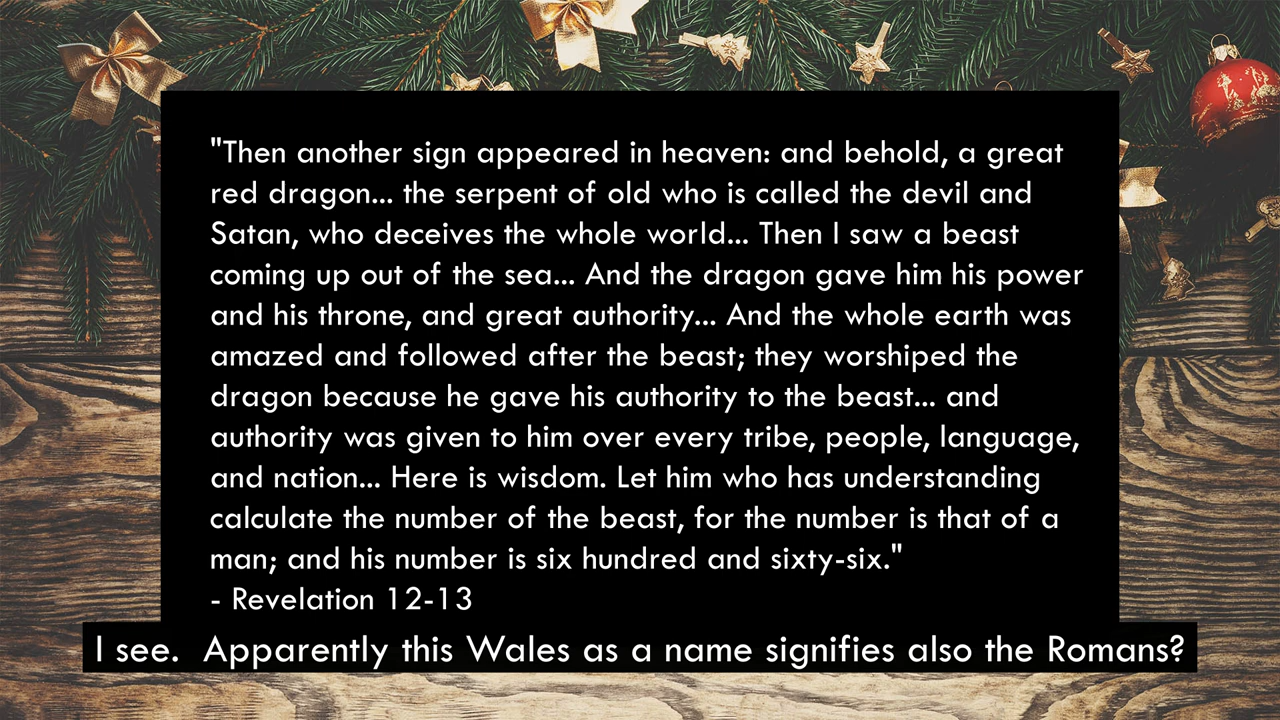 "Then another sign appeared in heaven: and behold, a great
red dragon... the serpent of old who is called the devil and
Satan, who deceives the whole world... Then I saw a beast
coming up out of the sea... And the dragon gave him his power
and his throne, and great authority... And the whole earth was
amazed and followed after the beast; they worshiped the
dragon because he gave his authority to the beast... and
authority was given to him over every tribe, people, language,
and nation... Here is wisdom. Let him who has understanding
calculate the number of the beast, for the number is that of a
man; and his number is six hundred and sixty-six."
- Revelation 12-13
I see.  Apparently this Wales as a name signifies also the Romans?